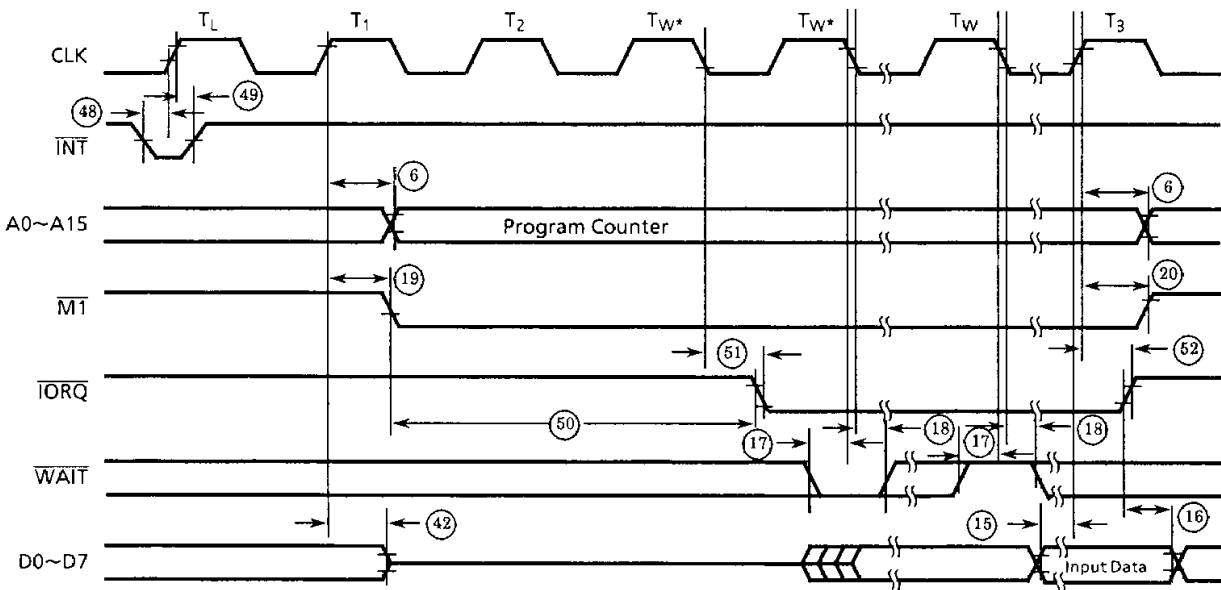 T_L T_1 T_2 T_W* T_W* T_W T_3
CLK
48 49
INT
6 6
A0~A15 Program Counter
19 20
M1
51 52
IORQ
50
17 18 17 18
WAIT
42 15 16
D0~D7 Input Data